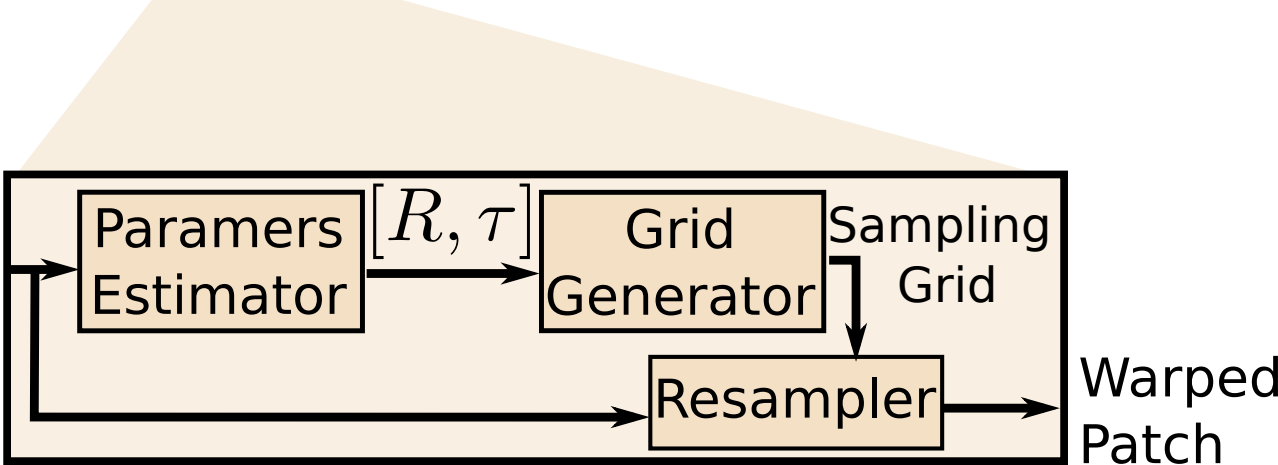 Paramers
Estimator
[R, τ]
Grid
Generator
Sampling
Grid
Resampler
Warped
Patch